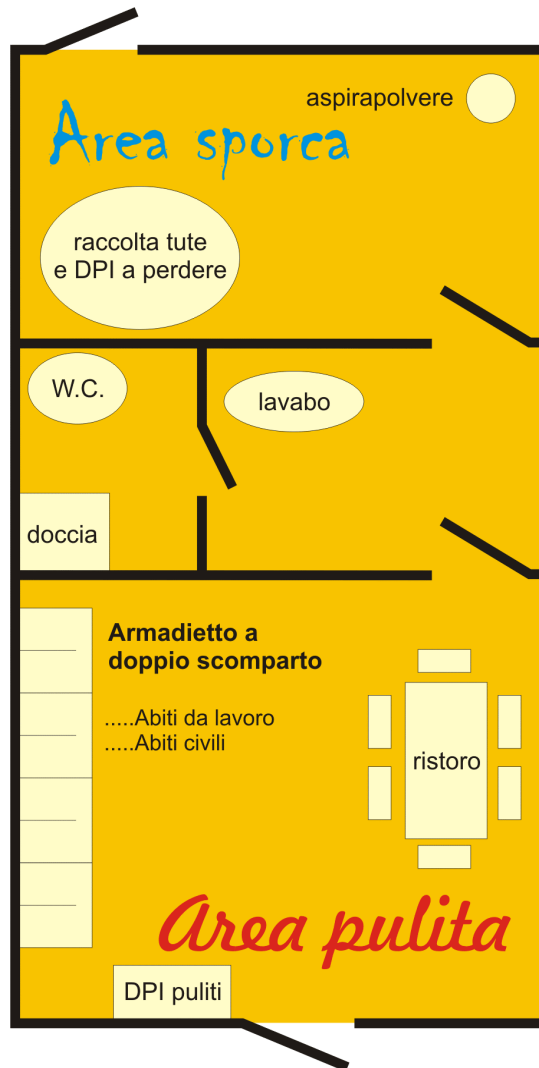 aspirapolvere
Area sporca
raccolta tute
e DPI a perdere
W.C.
lavabo
doccia
Armadietto a
doppio scomparto
.....Abiti da lavoro
.....Abiti civili
ristoro
Area pulita
DPI puliti